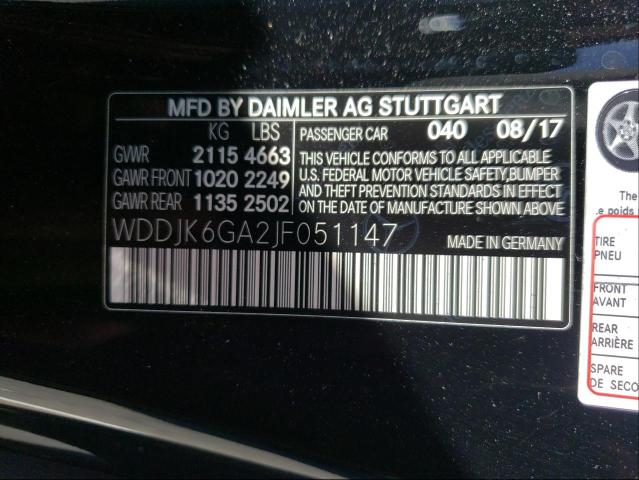 MFD BY DAIMLER AG STUTTGART
KG LBS
GVWR 2115 4663
GAWR FRONT 1020 2249
GAWR REAR 1135 2502
PASSENGER CAR 040 08/17
THIS VEHICLE CONFORMS TO ALL APPLICABLE
U.S. FEDERAL MOTOR VEHICLE SAFETY,BUMPER
AND THEFT PREVENTION STANDARDS IN EFFECT
ON THE DATE OF MANUFACTURE SHOWN ABOVE.
WDDJK6GA2JF051147 MADE IN GERMANY
The
.e poids
TIRE
PNEU
FRONT
AVANT
REAR
ARRIÈRE
SPARE
DE SECO